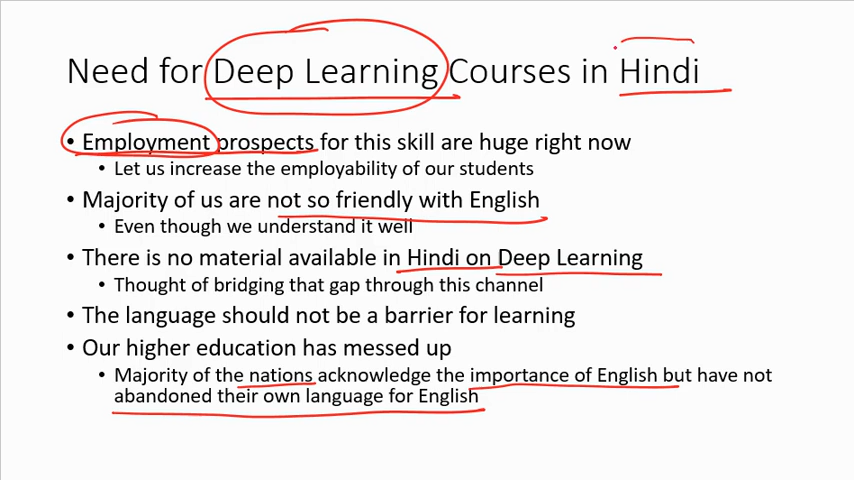 Need for Deep Learning Courses in Hindi
• Employment prospects for this skill are huge right now
• Let us increase the employability of our students
• Majority of us are not so friendly with English
• Even though we understand it well
• There is no material available in Hindi on Deep Learning
• Thought of bridging that gap through this channel
• The language should not be a barrier for learning
• Our higher education has messed up
• Majority of the nations acknowledge the importance of English but have not
abandoned their own language for English